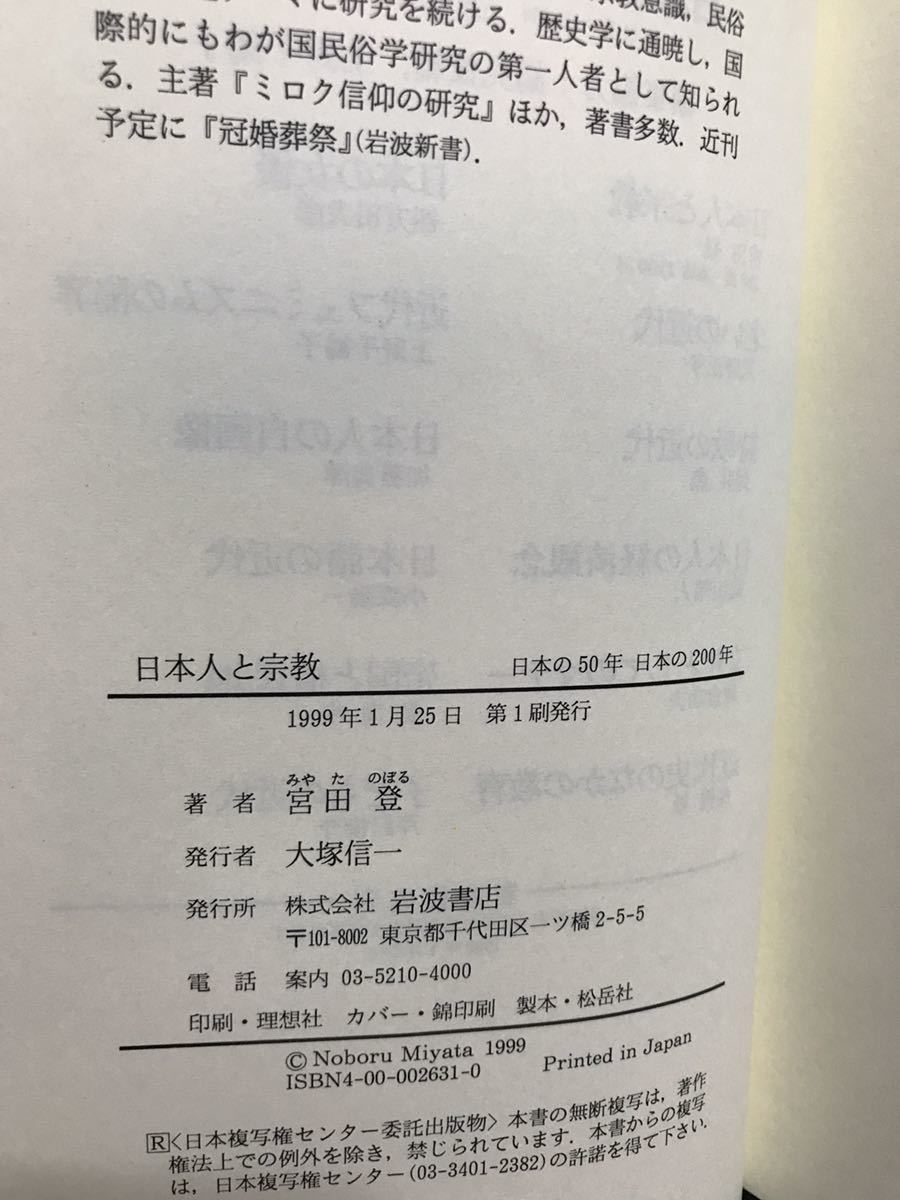 に研究を続ける．歴史学に通暁し，国
際的にもわが国民俗学研究の第一人者として知られ
る．主著『ミロク信仰の研究』ほか，著書多数．近刊
予定に『冠婚葬祭』(岩波新書)．
日本人と宗教 日本の50年 日本の200年
1999年1月25日 第1刷発行
みやた のぼる
著者 宮田 登
発行者 大塚信一
発行所 株式会社 岩波書店
〒101-8002 東京都千代田区一ツ橋2-5-5
電話 案内 03-5210-4000
印刷・理想社 カバー・錦印刷 製本・松岳社
© Noboru Miyata 1999
ISBN4-00-002631-0 Printed in Japan
R〈日本複写権センター委託出版物〉本書の無断複写は，著作
権法上での例外を除き，禁じられています．本書からの複写
は，日本複写権センター(03-3401-2382)の許諾を得て下さい．